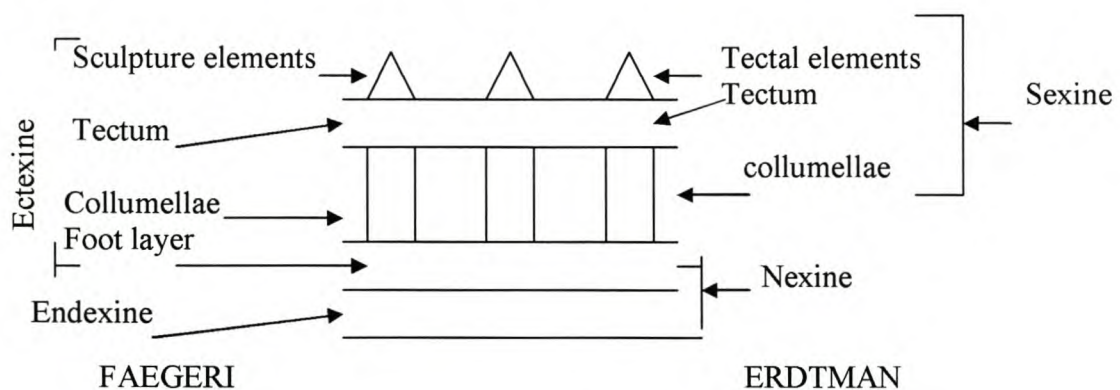 Sculpture elements
Tectum
Ectexine
Collumellae
Foot layer
Endexine
FAEGERI
Tectal elements
Tectum
Sexine
collumellae
Nexine
ERDTMAN